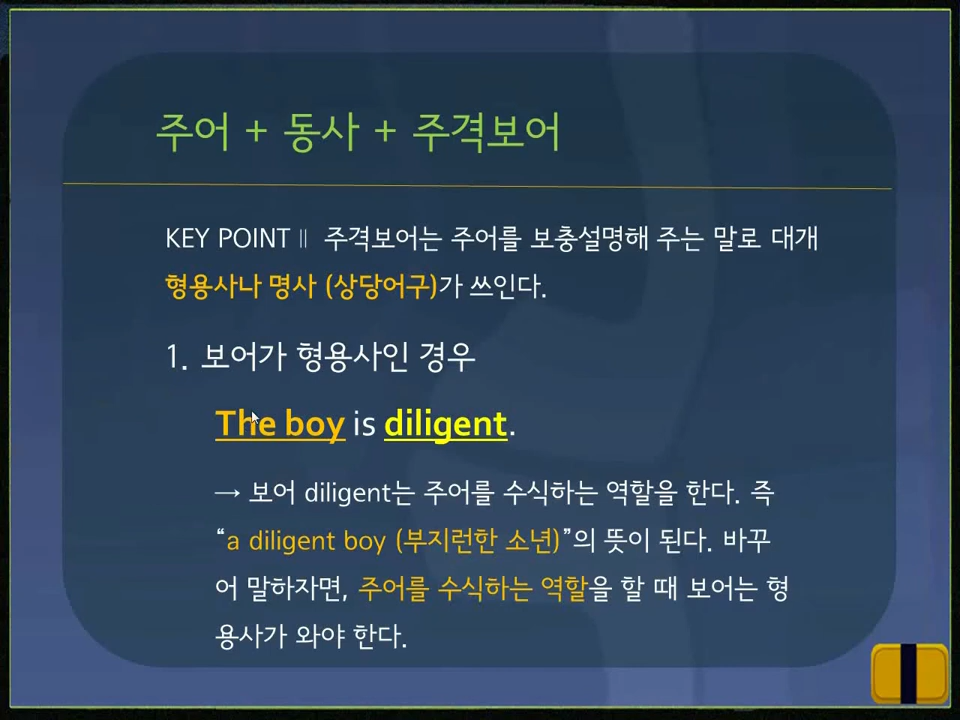 주어 + 동사 + 주격보어
KEY POINT Ⅱ 주격보어는 주어를 보충설명해 주는 말로 대개
형용사나 명사 (상당어구)가 쓰인다.
1. 보어가 형용사인 경우
The boy is diligent.
→ 보어 diligent는 주어를 수식하는 역할을 한다. 즉
“a diligent boy (부지런한 소년)”의 뜻이 된다. 바꾸
어 말하자면, 주어를 수식하는 역할을 할 때 보어는 형
용사가 와야 한다.